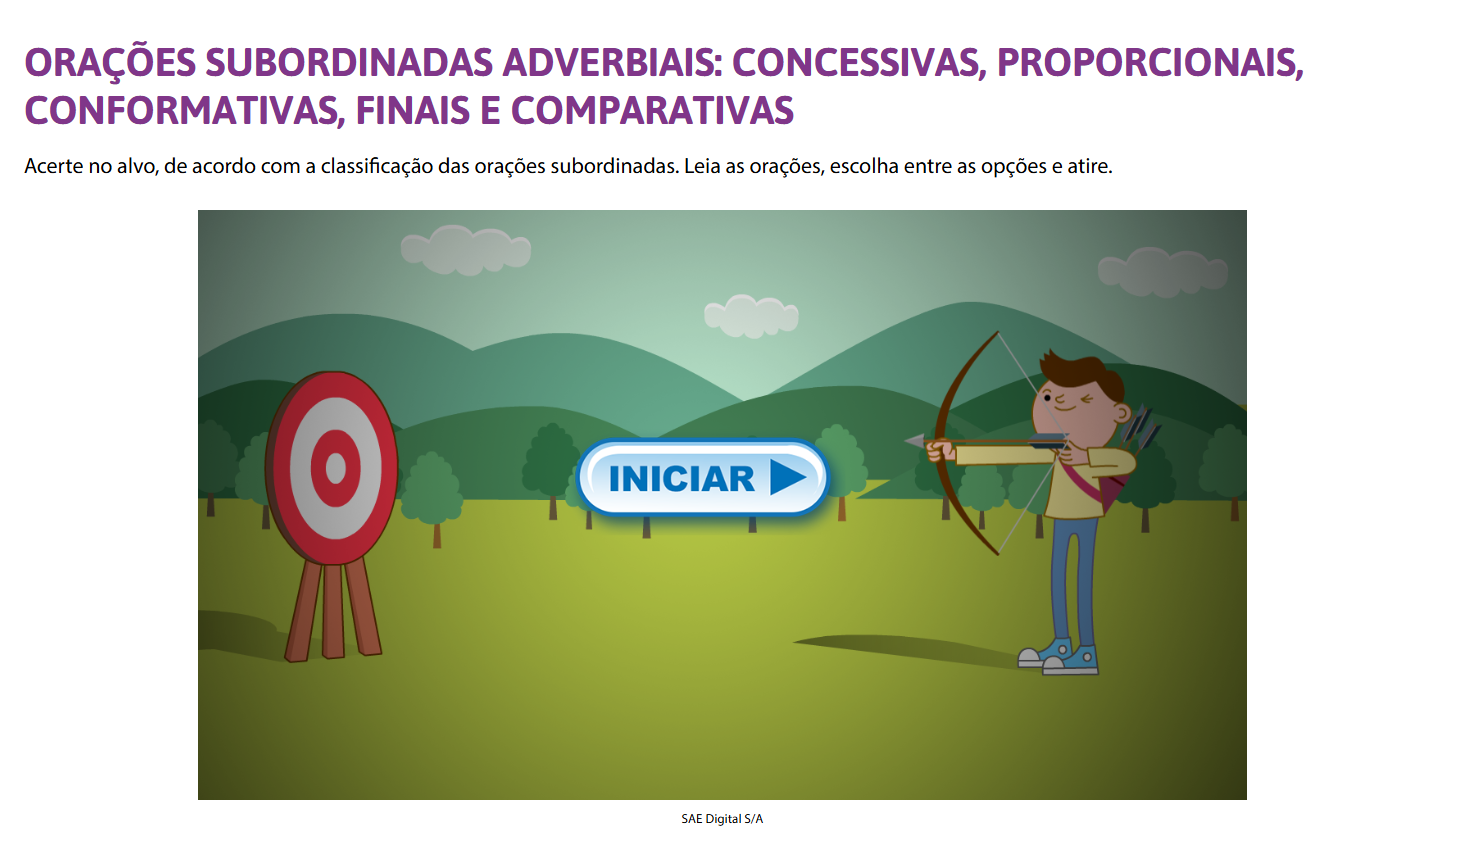 ORAÇÕES SUBORDINADAS ADVERBIAIS: CONCESSIVAS, PROPORCIONAIS,
CONFORMATIVAS, FINAIS E COMPARATIVAS
Acerte no alvo, de acordo com a classificação das orações subordinadas. Leia as orações, escolha entre as opções e atire.
INICIAR
SAE Digital S/A